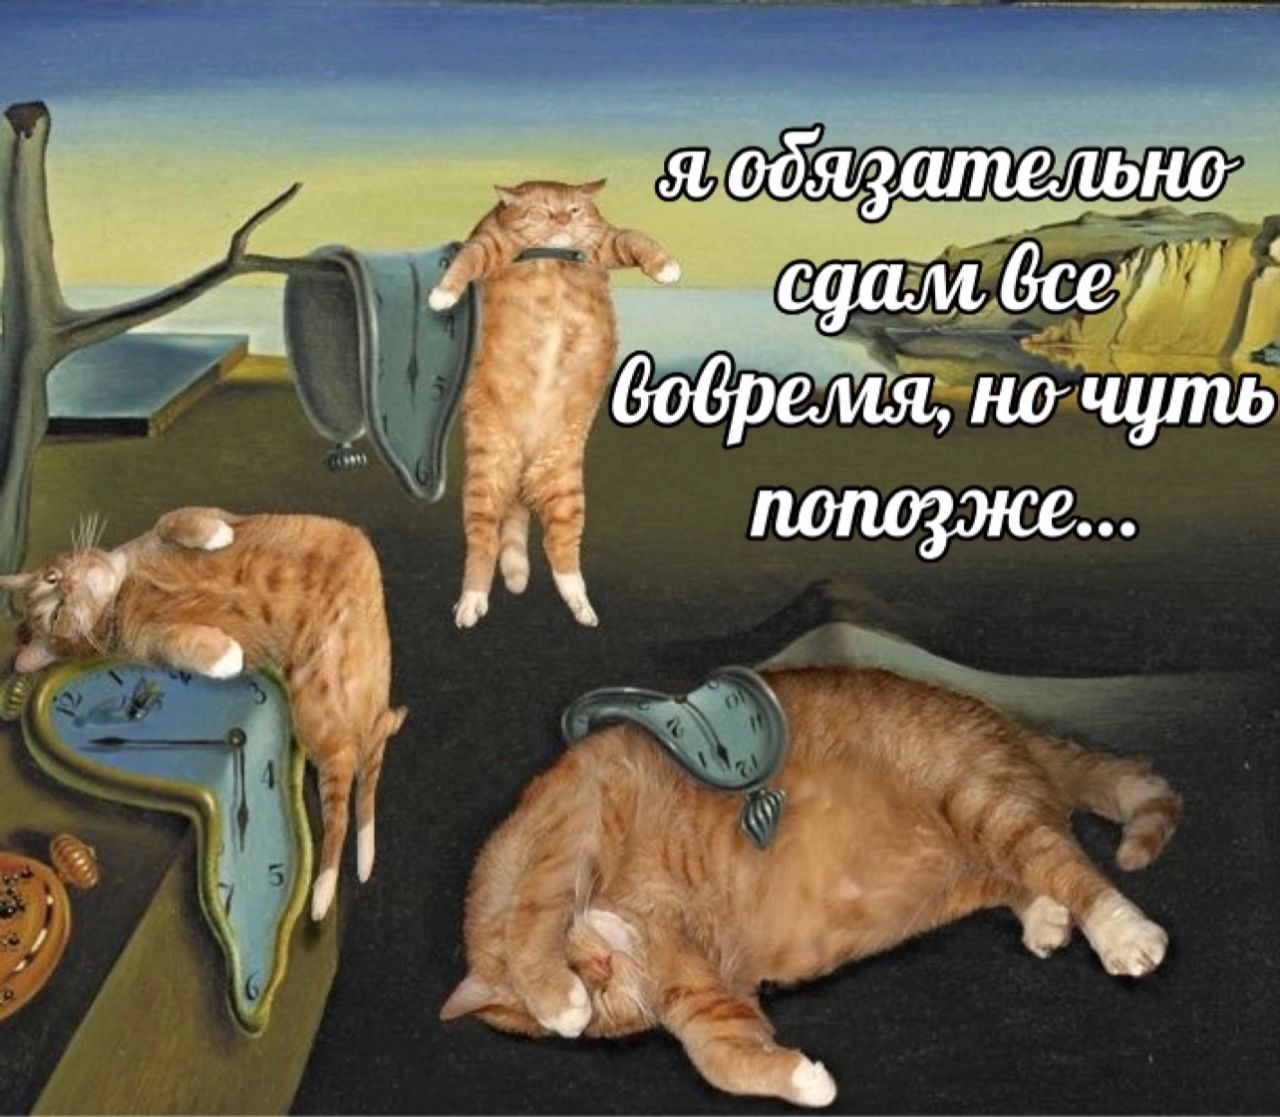 я обязательно
сдам все
вовремя, но чуть
попозже...